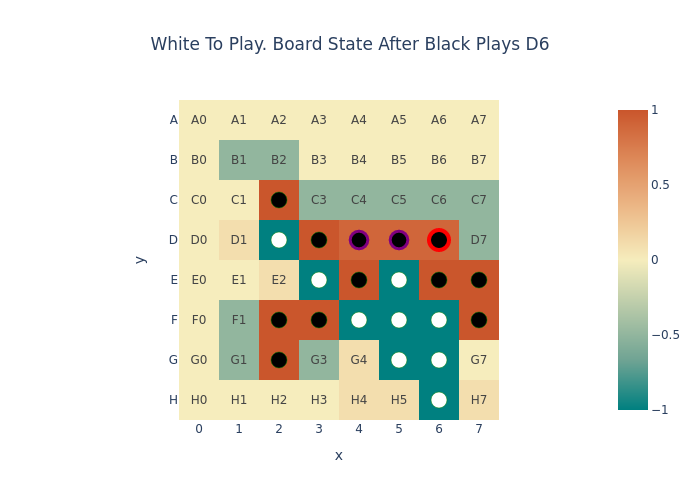 White To Play. Board State After Black Plays D6
A A0 A1 A2 A3 A4 A5 A6 A7
B B0 B1 B2 B3 B4 B5 B6 B7
C C0 C1 C3 C4 C5 C6 C7
D D0 D1 D7
E E0 E1 E2
F F0 F1
G G0 G1 G3 G4 G7
H H0 H1 H2 H3 H4 H5 H7
0 1 2 3 4 5 6 7
x
y
1
0.5
0
−0.5
−1